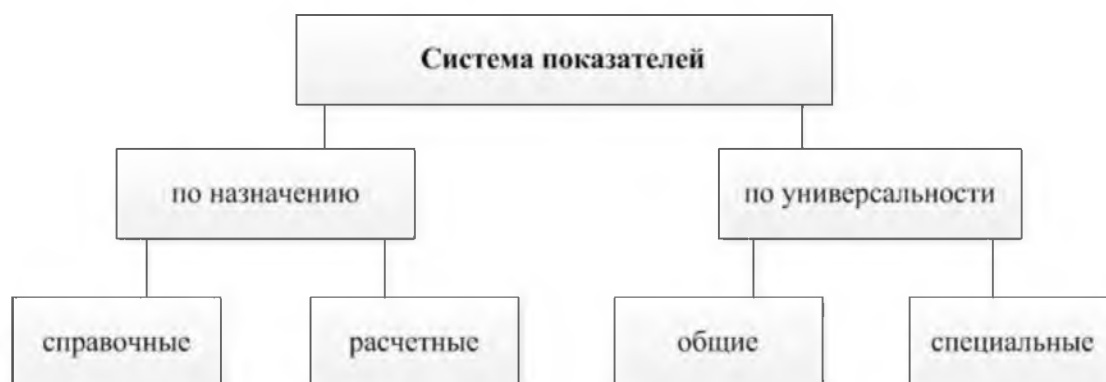 Система показателей
по назначению
по универсальности
справочные
расчетные
общие
специальные